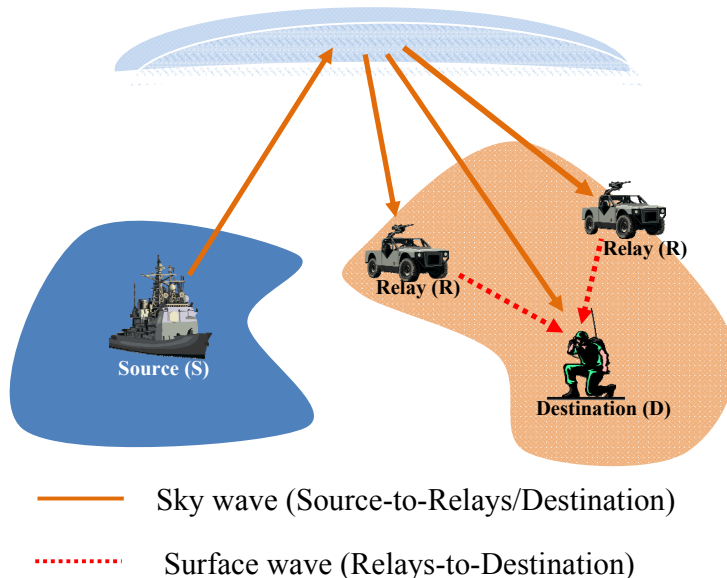 Relay (R)
Relay (R)
Source (S)
Destination (D)
Sky wave (Source-to-Relays/Destination)
Surface wave (Relays-to-Destination)